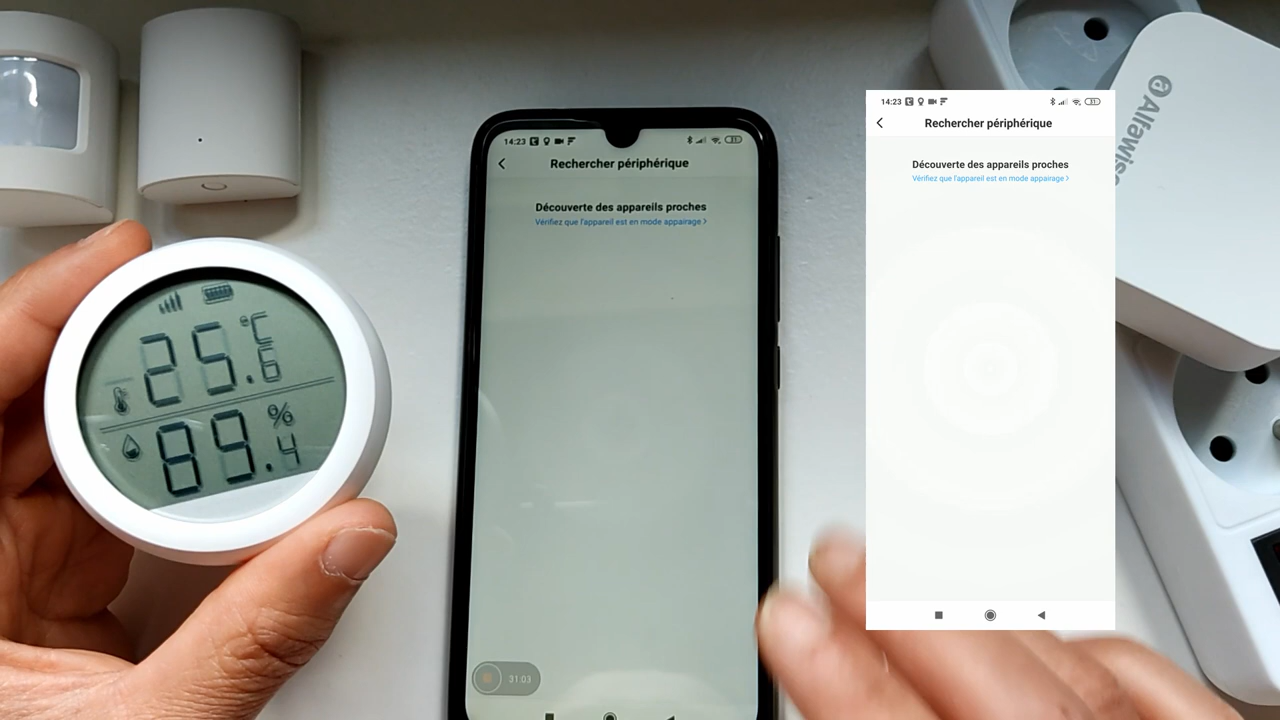 25.6 °C
89.4 %
14:23
Rechercher périphérique
Découverte des appareils proches
Vérifiez que l'appareil est en mode appairage >
31:03
14:23
31
Rechercher périphérique
Découverte des appareils proches
Vérifiez que l'appareil est en mode appairage >
Alfawise